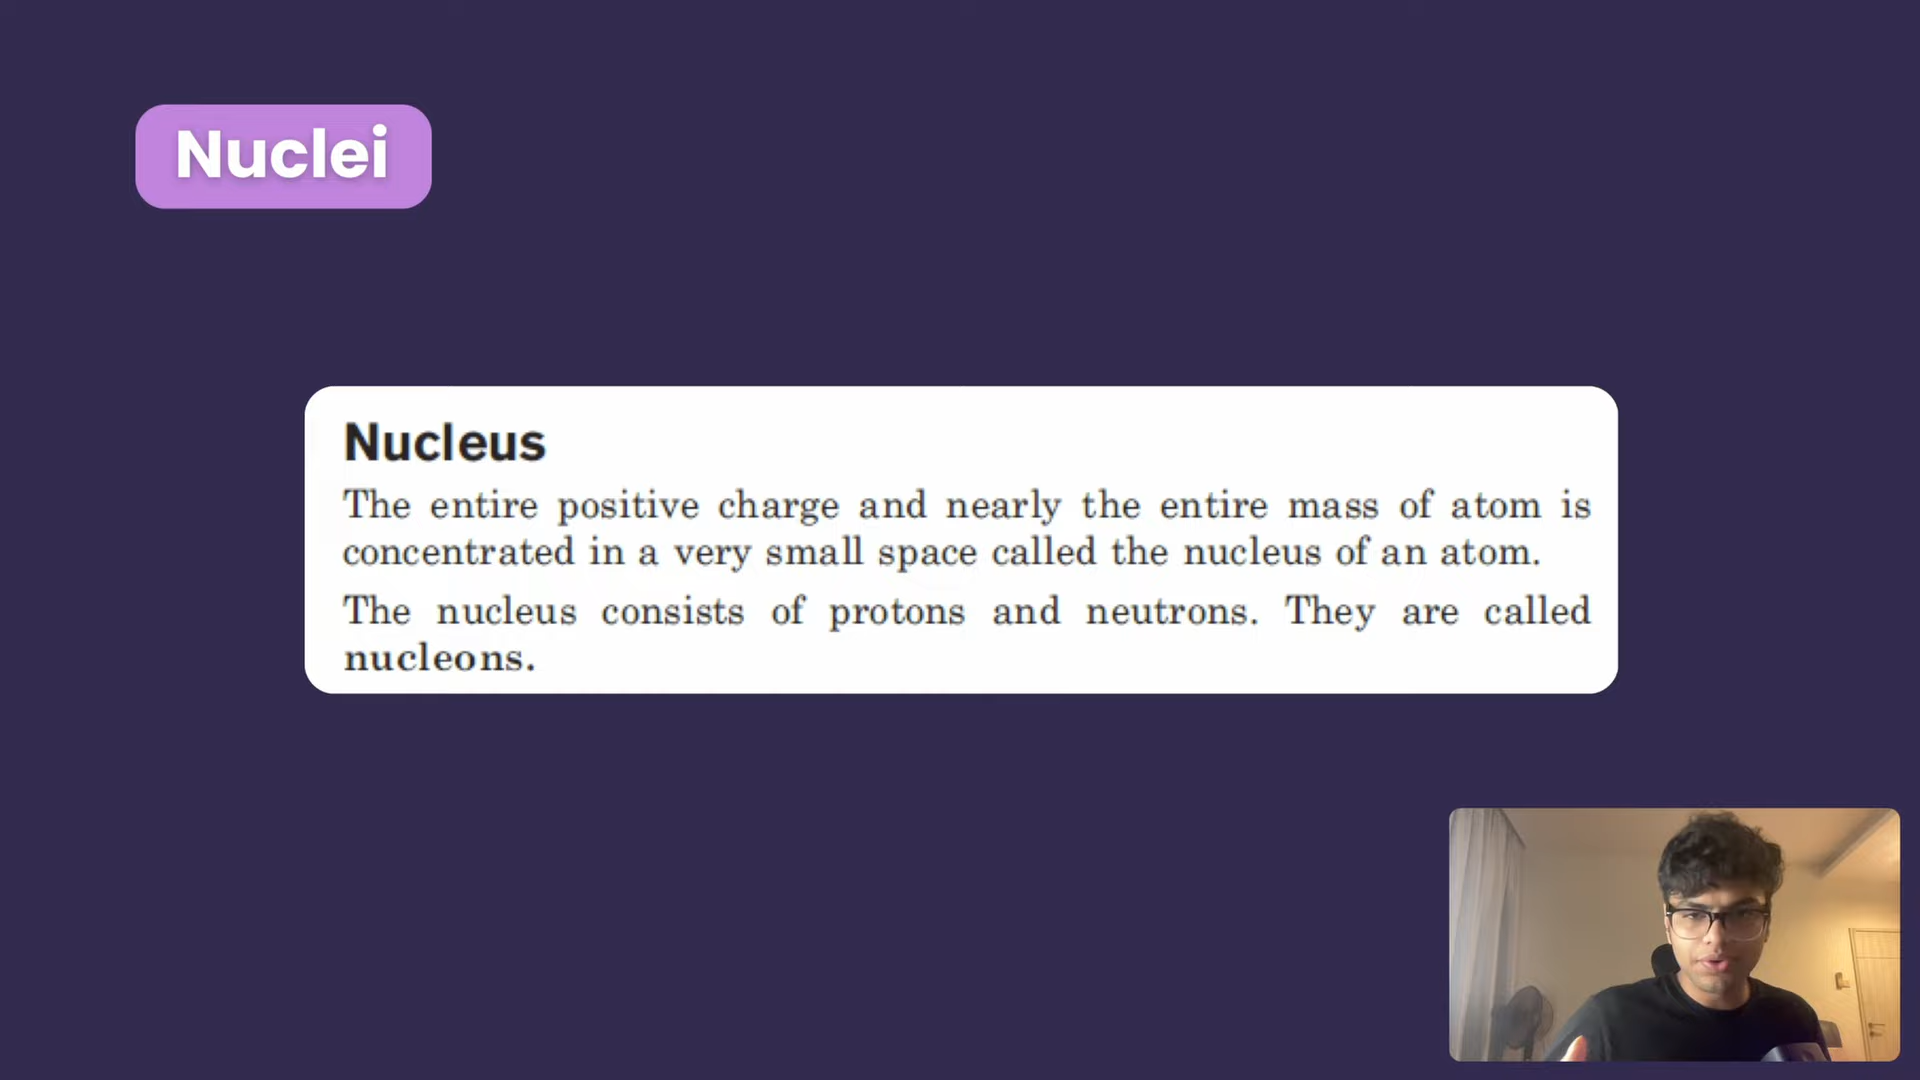 Nuclei
Nucleus
The entire positive charge and nearly the entire mass of atom is
concentrated in a very small space called the nucleus of an atom.
The nucleus consists of protons and neutrons. They are called
nucleons.